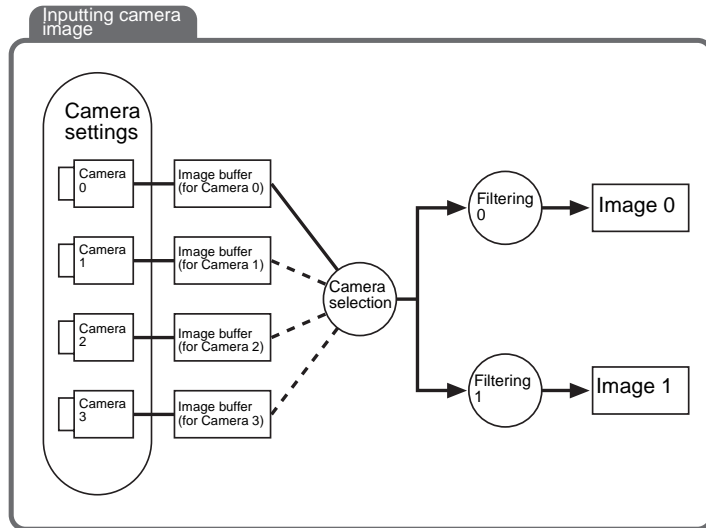 Inputting camera
image
Camera
settings
Camera
0
Image buffer
(for Camera 0)
Camera
1
Image buffer
(for Camera 1)
Camera
2
Image buffer
(for Camera 2)
Camera
3
Image buffer
(for Camera 3)
Camera
selection
Filtering
0
Image 0
Filtering
1
Image 1